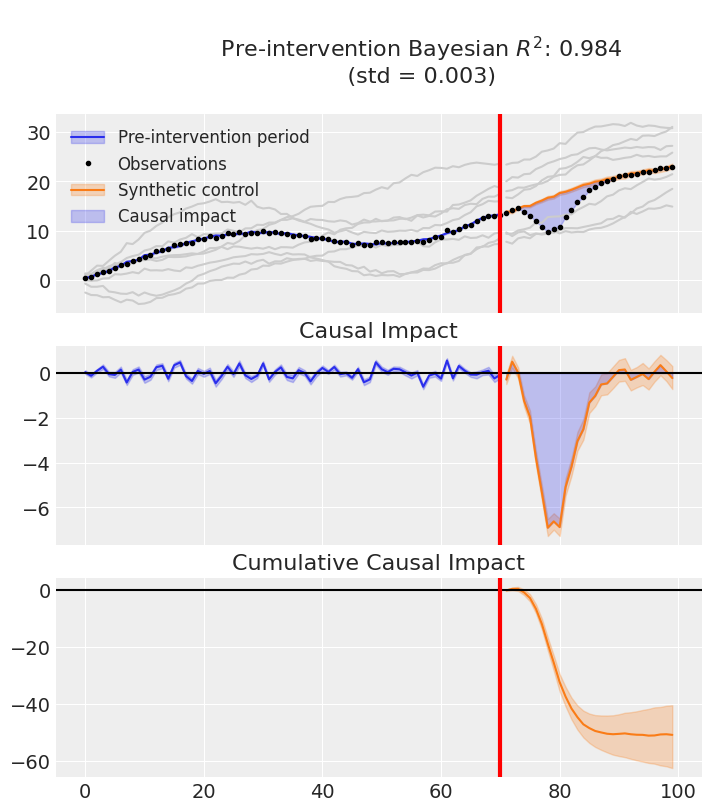 Pre-intervention Bayesian $R^2$: 0.984
(std = 0.003)
30
20
10
0
Pre-intervention period
Observations
Synthetic control
Causal impact
Causal Impact
0
−2
−4
−6
Cumulative Causal Impact
0
−20
−40
−60
0 20 40 60 80 100